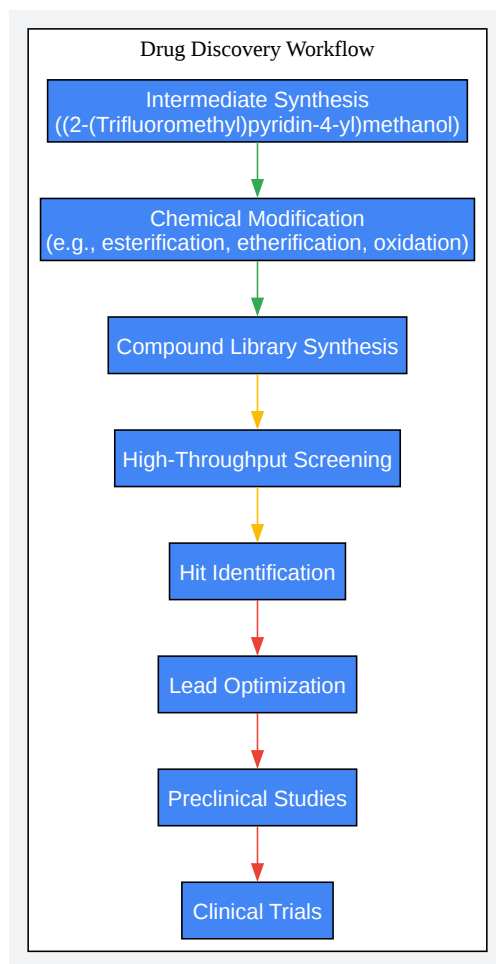 Drug Discovery Workflow
Intermediate Synthesis
((2-(Trifluoromethyl)pyridin-4-yl)methanol)
Chemical Modification
(e.g., esterification, etherification, oxidation)
Compound Library Synthesis
High-Throughput Screening
Hit Identification
Lead Optimization
Preclinical Studies
Clinical Trials